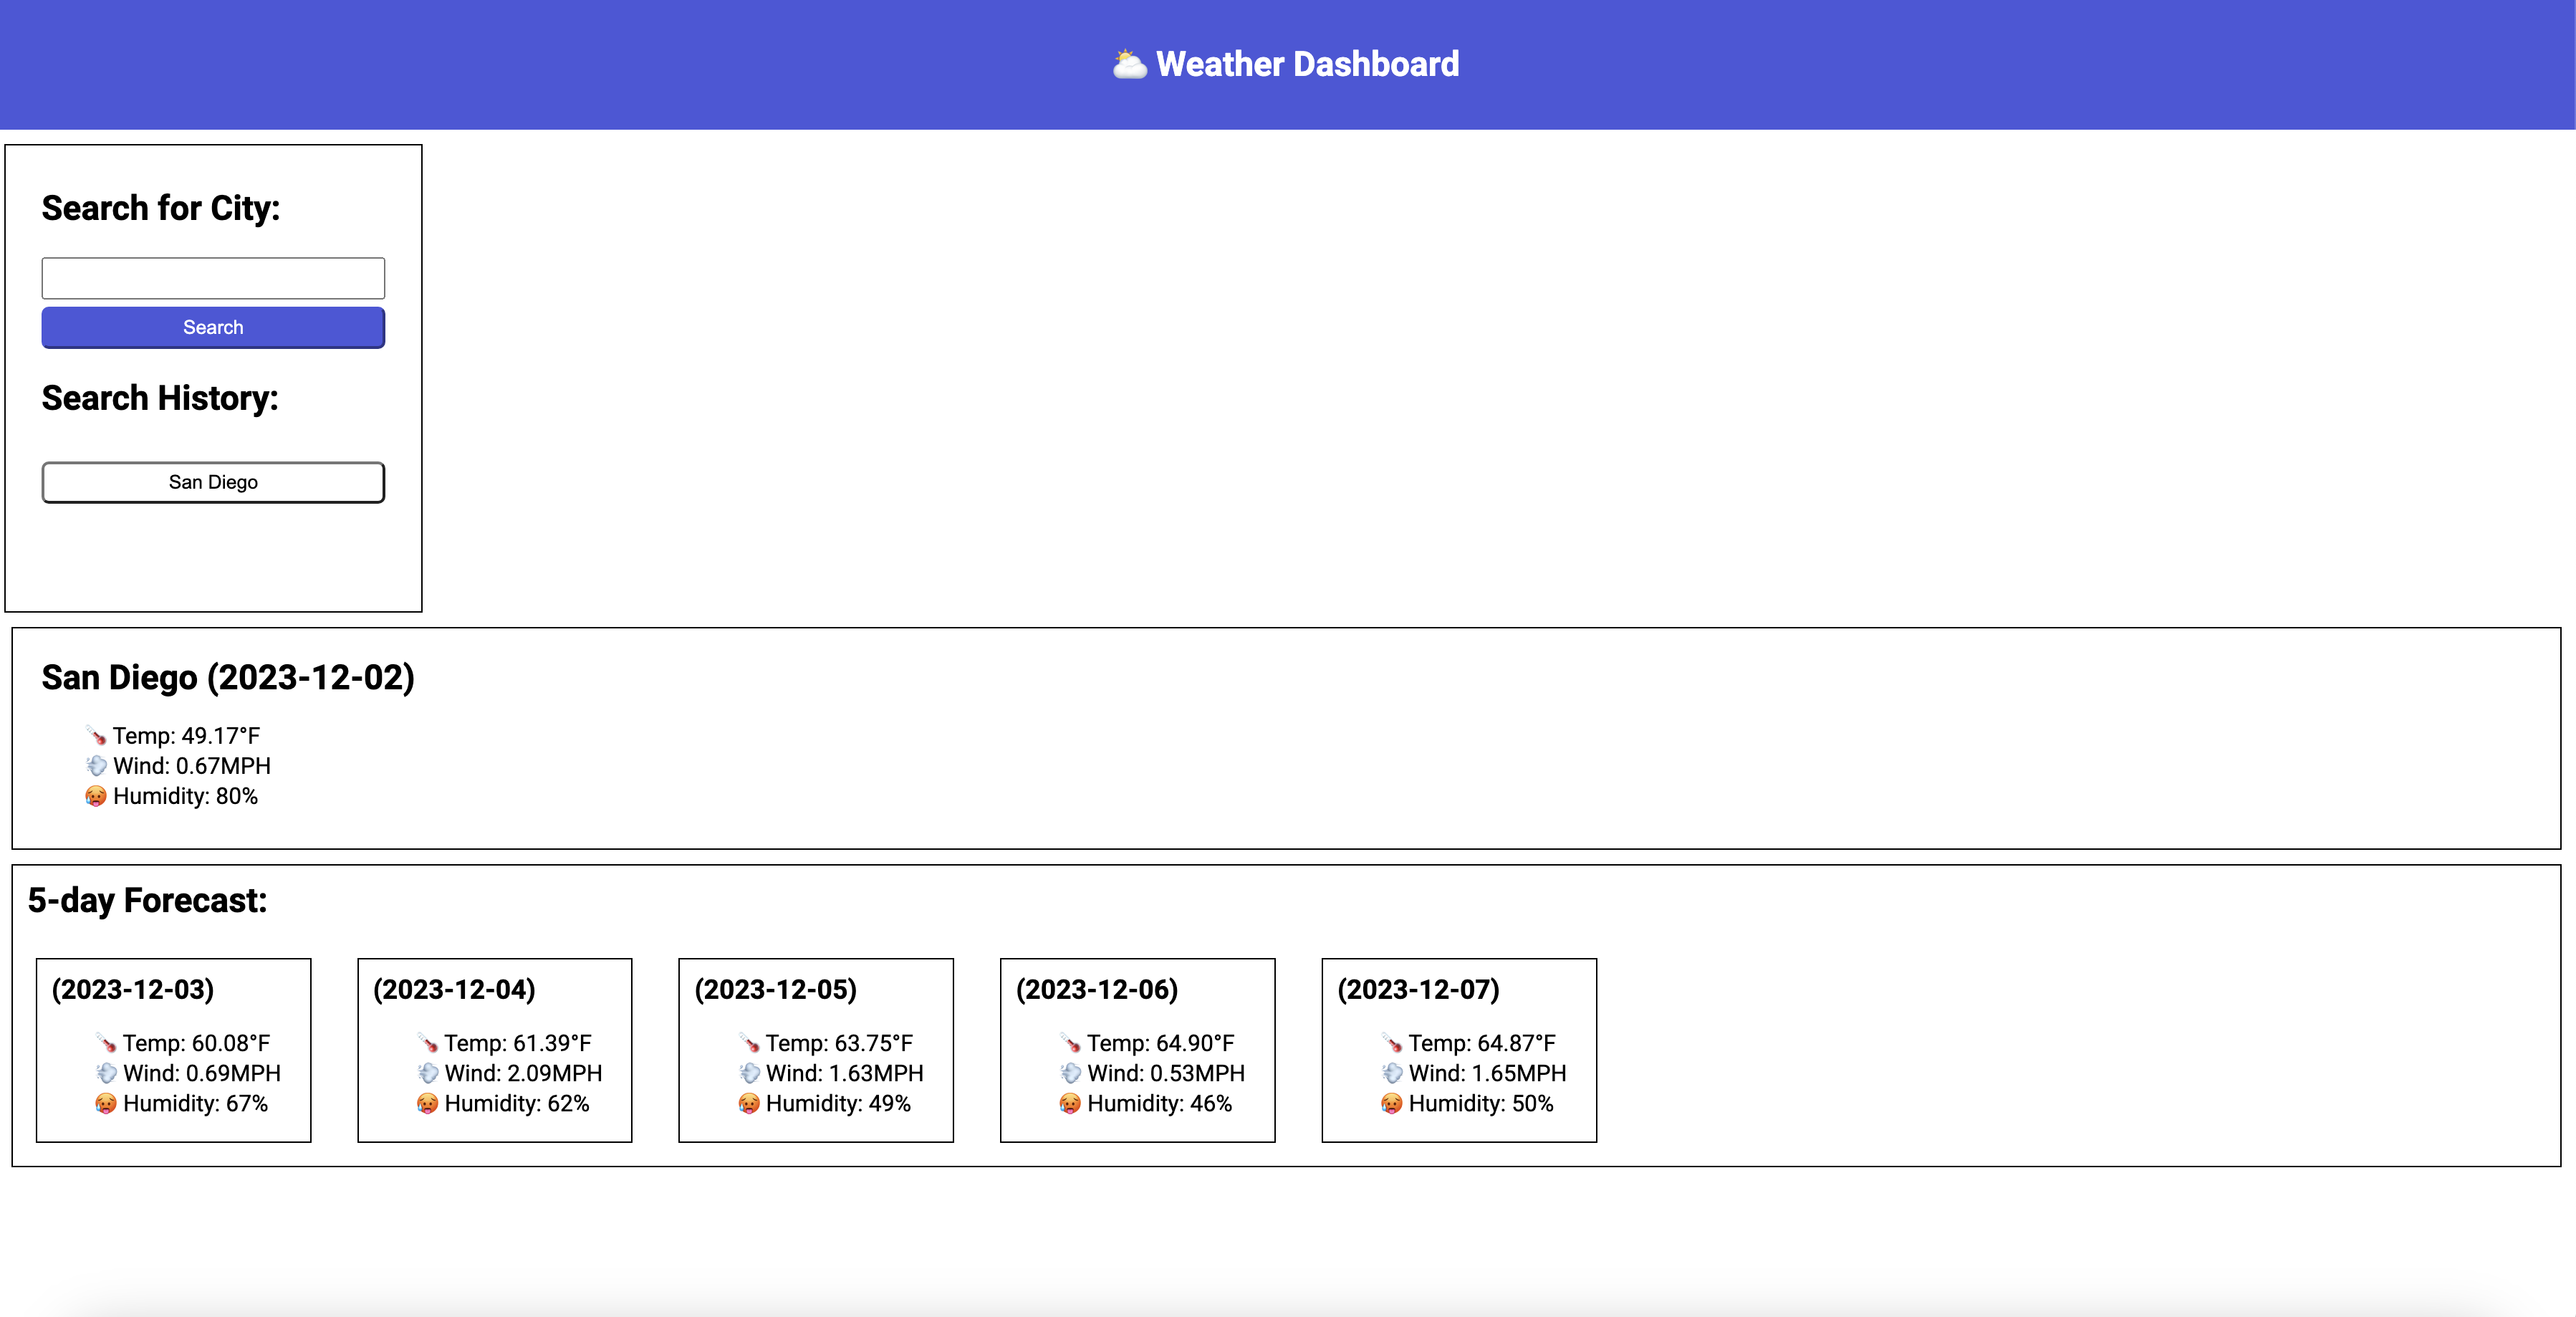 Weather Dashboard
Search for City:
Search
Search History:
San Diego
San Diego (2023-12-02)
Temp: 49.17°F
Wind: 0.67MPH
Humidity: 80%
5-day Forecast:
(2023-12-03)
Temp: 60.08°F
Wind: 0.69MPH
Humidity: 67%
(2023-12-04)
Temp: 61.39°F
Wind: 2.09MPH
Humidity: 62%
(2023-12-05)
Temp: 63.75°F
Wind: 1.63MPH
Humidity: 49%
(2023-12-06)
Temp: 64.90°F
Wind: 0.53MPH
Humidity: 46%
(2023-12-07)
Temp: 64.87°F
Wind: 1.65MPH
Humidity: 50%